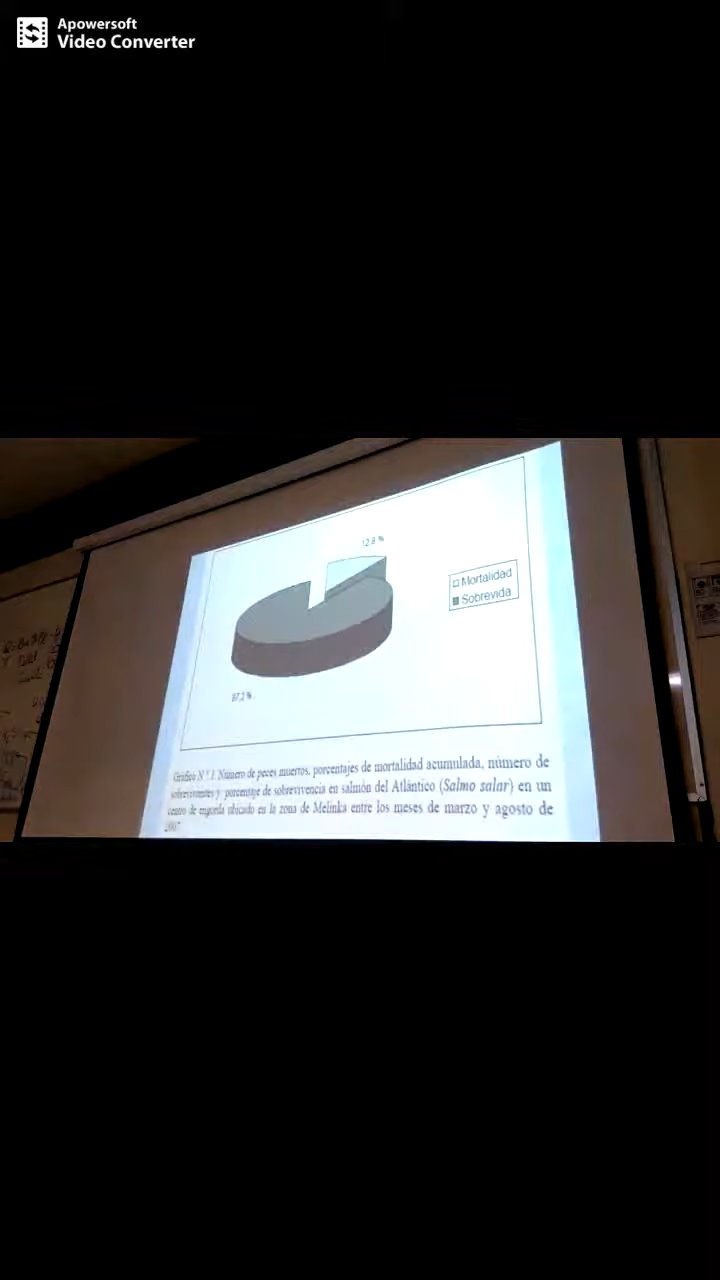 Apowersoft
Video Converter
12,8 %
Mortalidad
Sobrevida
87,2 %
Gráfico N° 1. Número de peces muertos, porcentajes de mortalidad acumulada, número de
sobrevivientes y porcentaje de sobrevivencia en salmón del Atlántico (Salmo salar) en un
centro de engorda ubicado en la zona de Melinka entre los meses de marzo y agosto de
2007